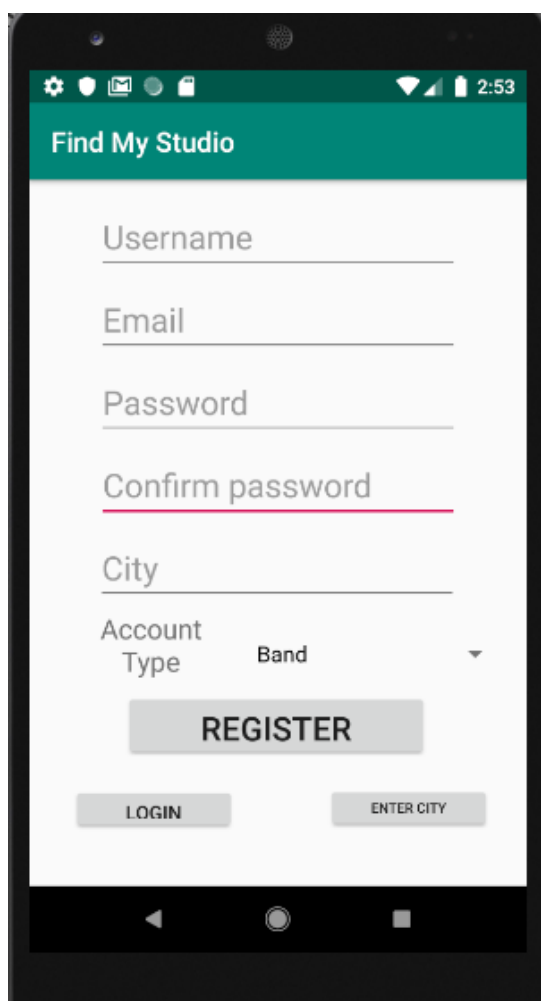 2:53
Find My Studio
Username
Email
Password
Confirm password
City
Account
Type
Band
REGISTER
LOGIN
ENTER CITY